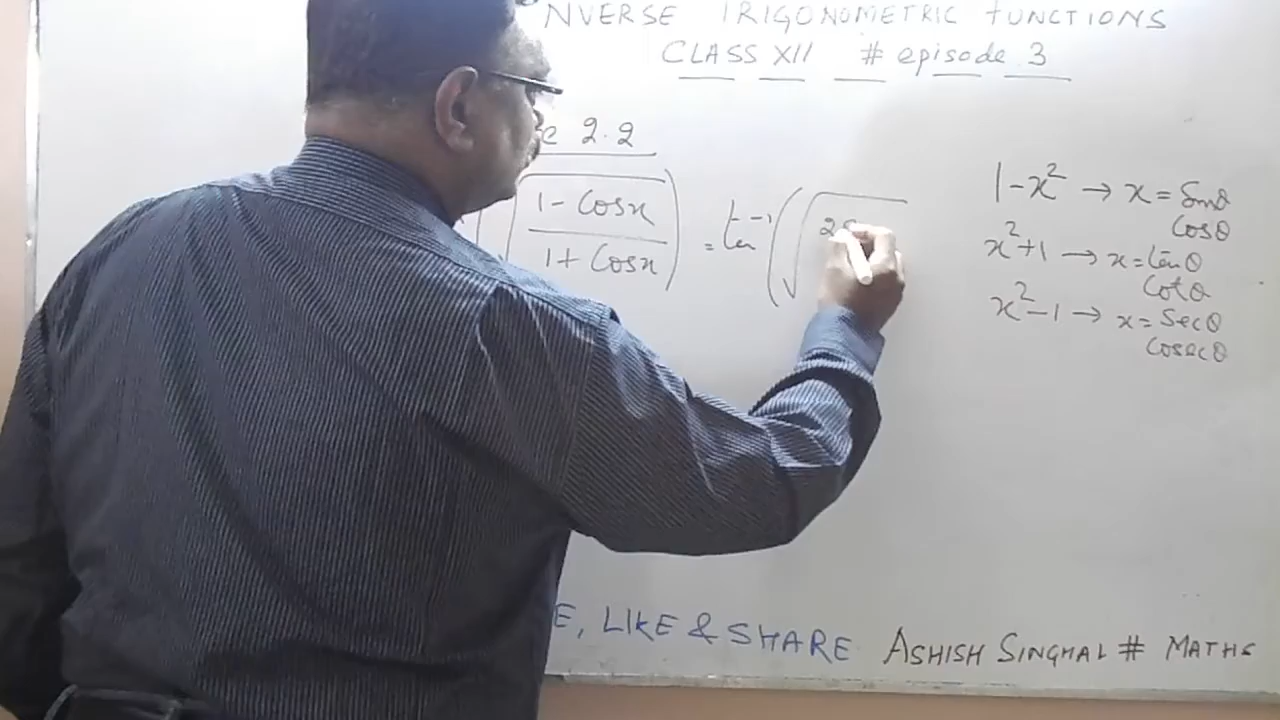 NVERSE TRIGONOMETRIC FUNCTIONS
CLASS XII # episode 3
e 2.2
√((1 - Cosx)/(1 + Cosx))) = tan⁻¹(√(2S
1-x² → x = Sinθ
Cosθ
x²+1 → x = tanθ
Cotθ
x²-1 → x = Secθ
Cosecθ
E, LIKE & SHARE ASHISH SINGHAL # MATHS